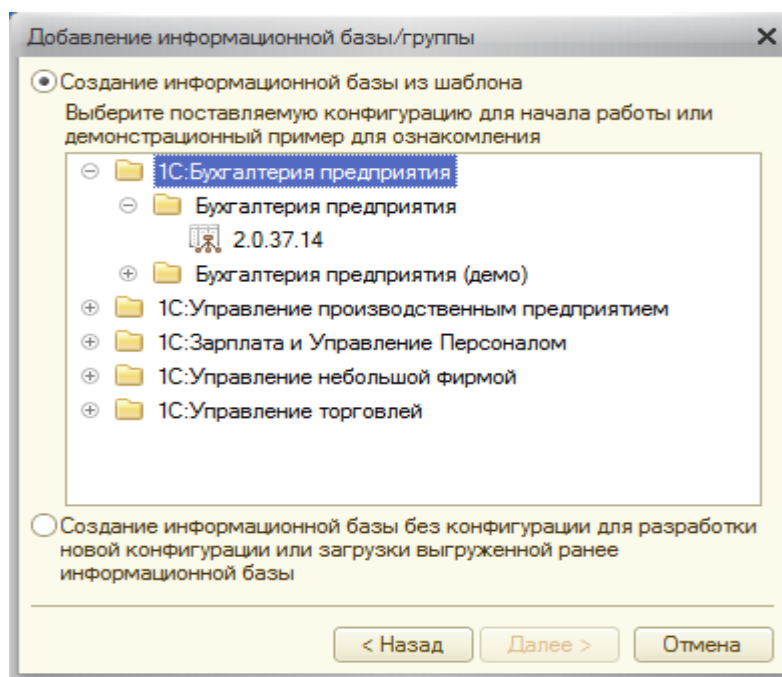 Добавление информационной базы/группы
Создание информационной базы из шаблона
Выберите поставляемую конфигурацию для начала работы или
демонстрационный пример для ознакомления
1С:Бухгалтерия предприятия
Бухгалтерия предприятия
2.0.37.14
Бухгалтерия предприятия (демо)
1С:Управление производственным предприятием
1С:Зарплата и Управление Персоналом
1С:Управление небольшой фирмой
1С:Управление торговлей
Создание информационной базы без конфигурации для разработки
новой конфигурации или загрузки выгруженной ранее
информационной базы
< Назад Далее > Отмена